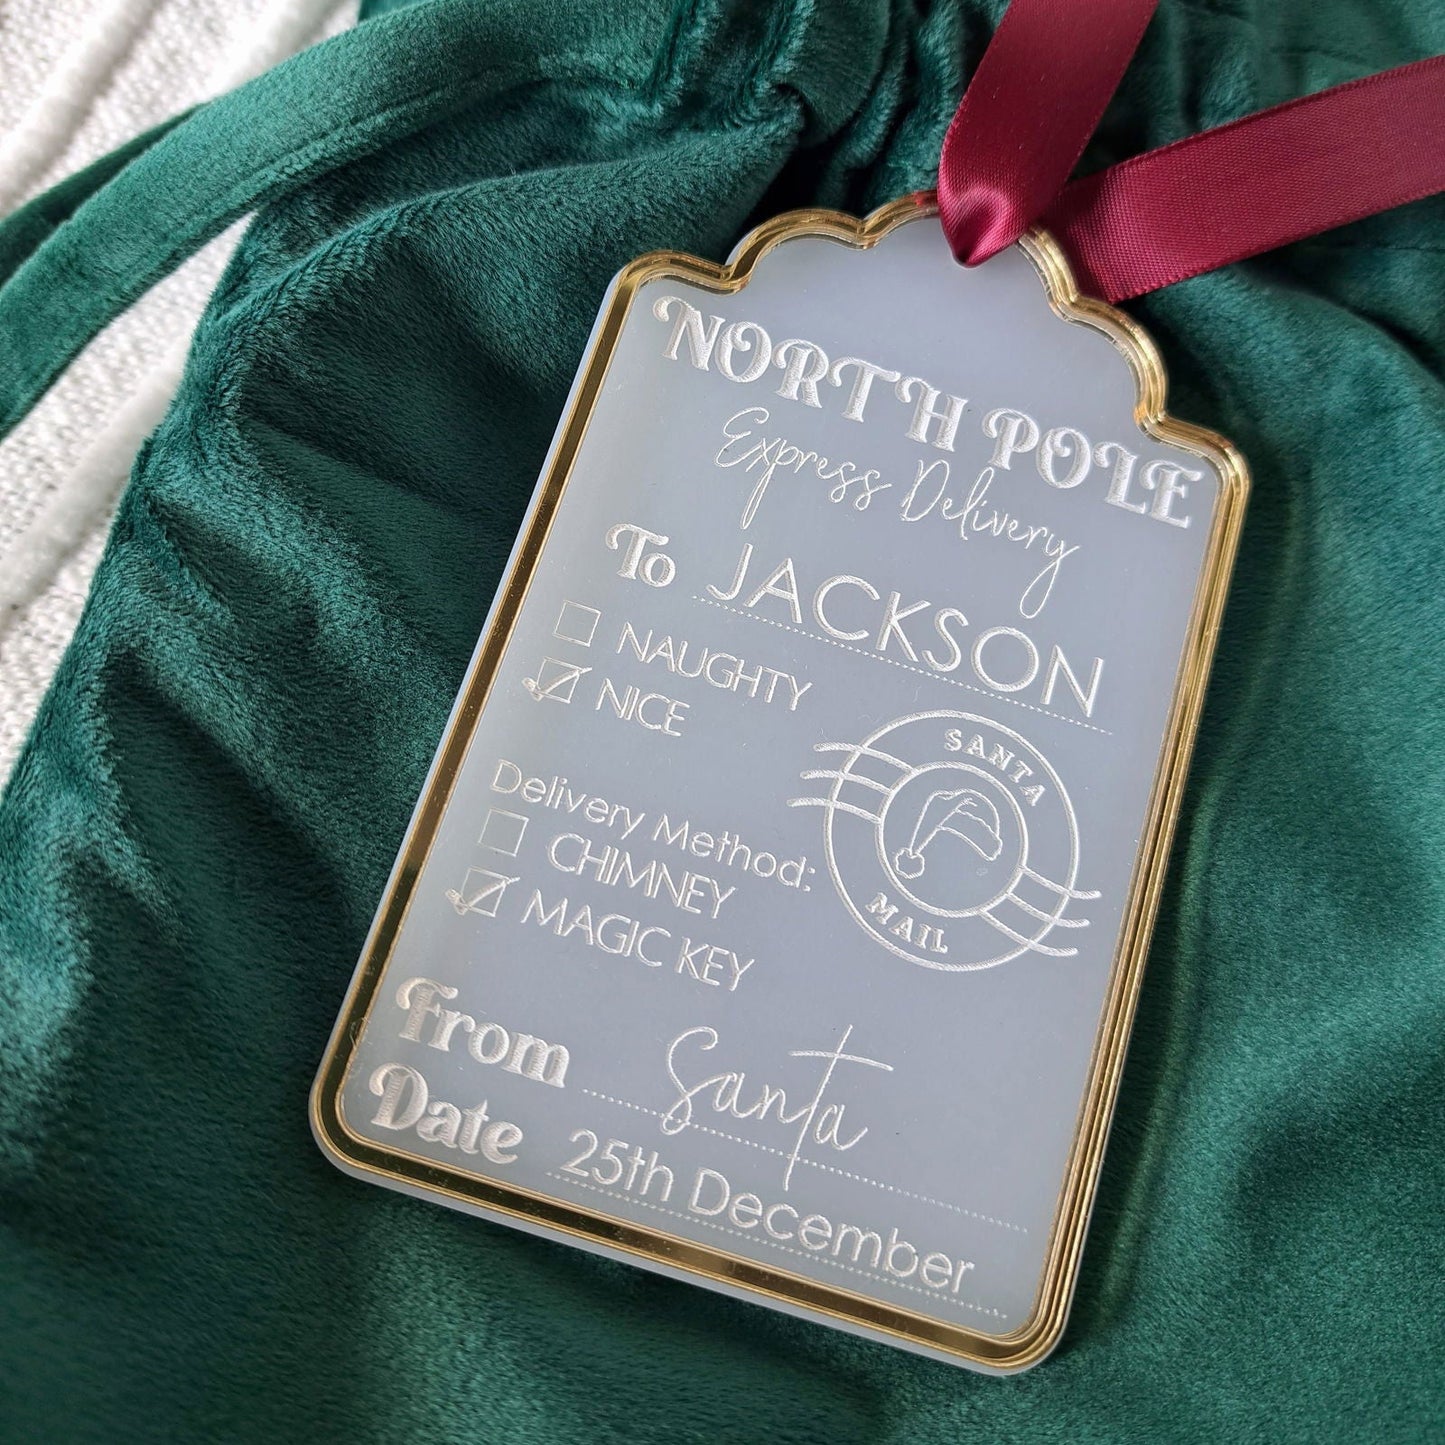 NORTH POLE
Express Delivery
To JACKSON
NAUGHTY
NICE
SANTA
MAIL
Delivery Method:
CHIMNEY
MAGIC KEY
From Santa
Date 25th December